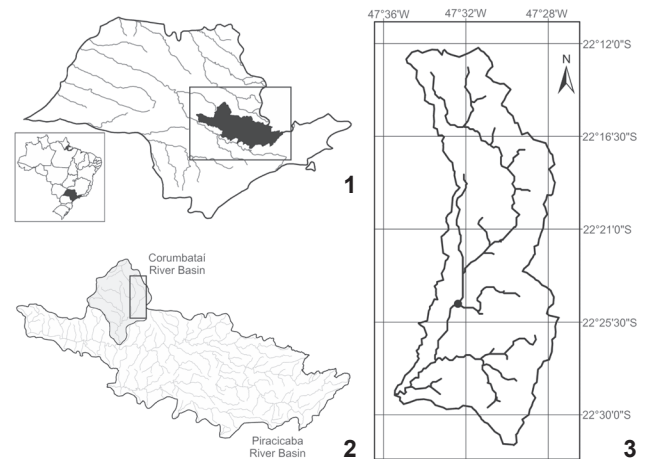 47°36'W 47°32'W 47°28'W
22°12'0"S
N
22°16'30"S
1
22°21'0"S
Corumbatai
River Basin
22°25'30"S
22°30'0"S
Piracicaba
River Basin
2
3